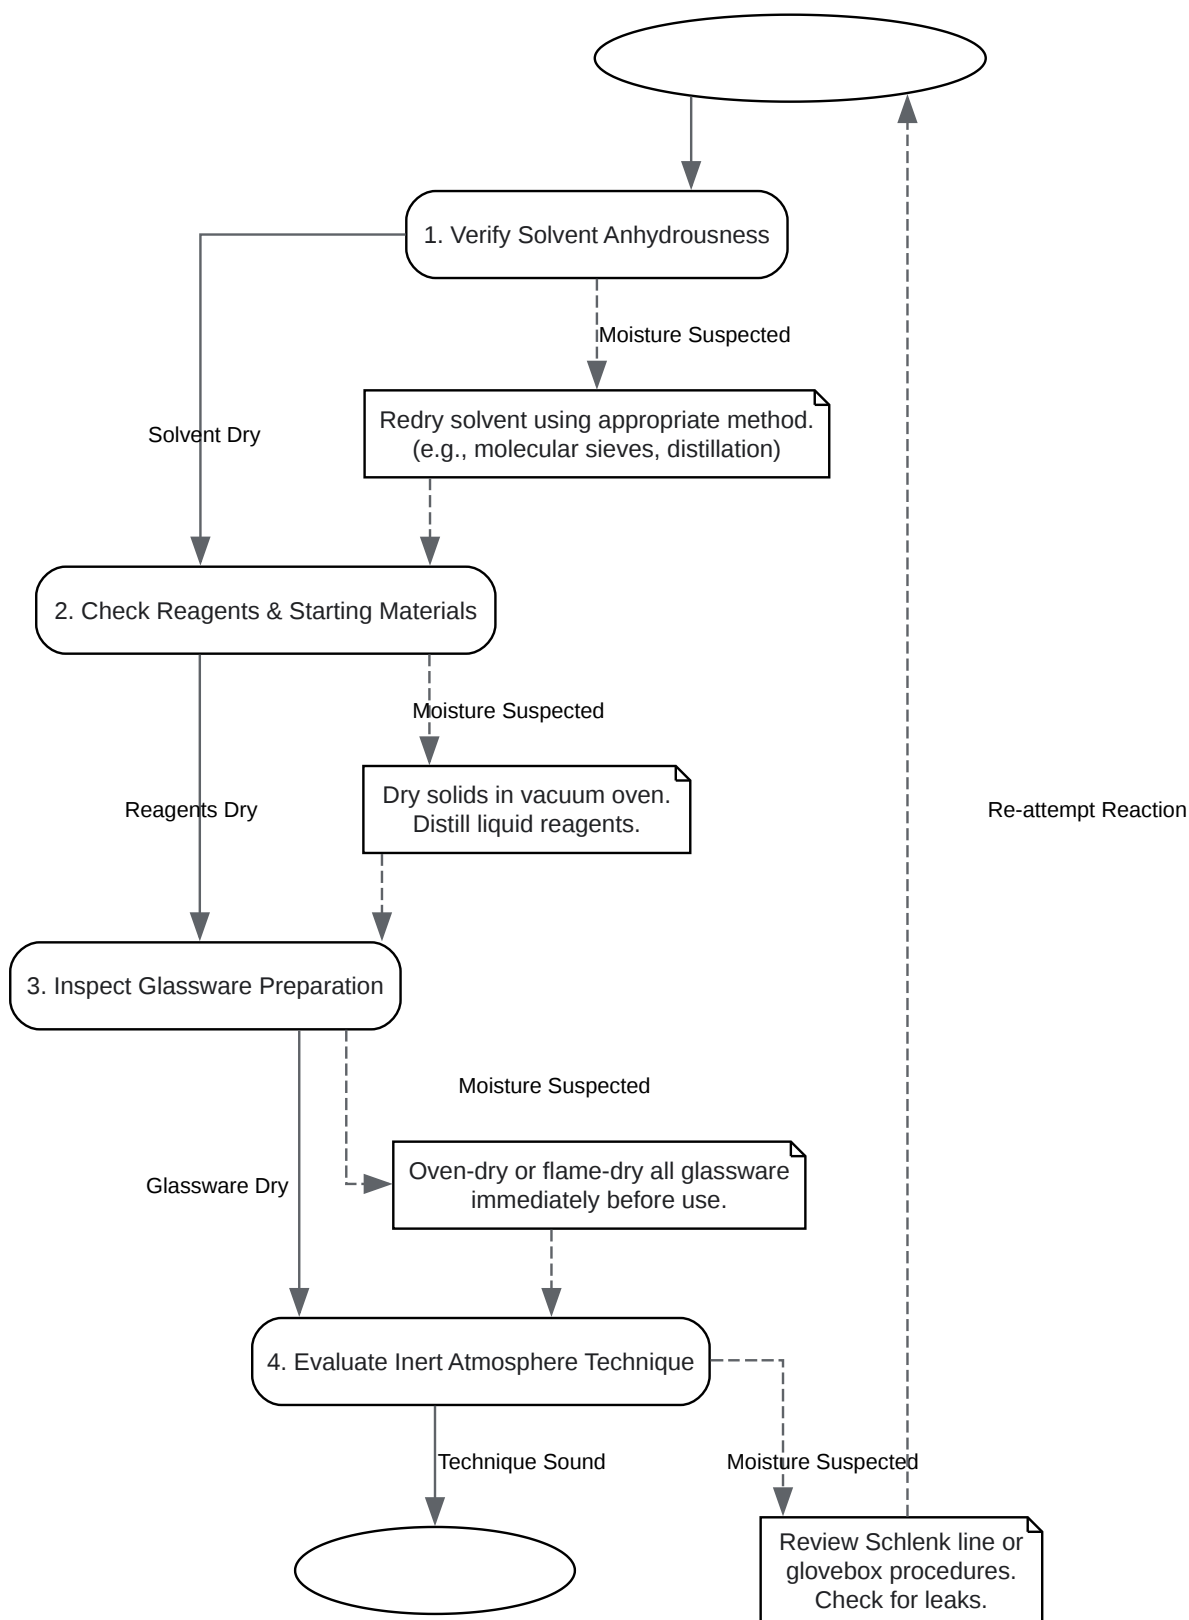 1. Verify Solvent Anhydrousness
Moisture Suspected
Redry solvent using appropriate method.
(e.g., molecular sieves, distillation)
Solvent Dry
2. Check Reagents & Starting Materials
Moisture Suspected
Dry solids in vacuum oven.
Distill liquid reagents.
Reagents Dry
Re-attempt Reaction
3. Inspect Glassware Preparation
Moisture Suspected
Oven-dry or flame-dry all glassware
immediately before use.
Glassware Dry
4. Evaluate Inert Atmosphere Technique
Technique Sound
Moisture Suspected
Review Schlenk line or
glovebox procedures.
Check for leaks.